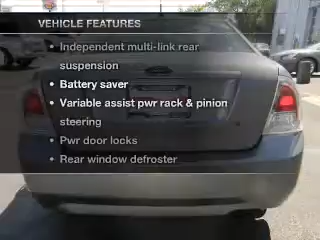 VEHICLE FEATURES
• Independent multi-link rear
suspension
• Battery saver
• Variable assist pwr rack & pinion
steering
• Pwr door locks
• Rear window defroster